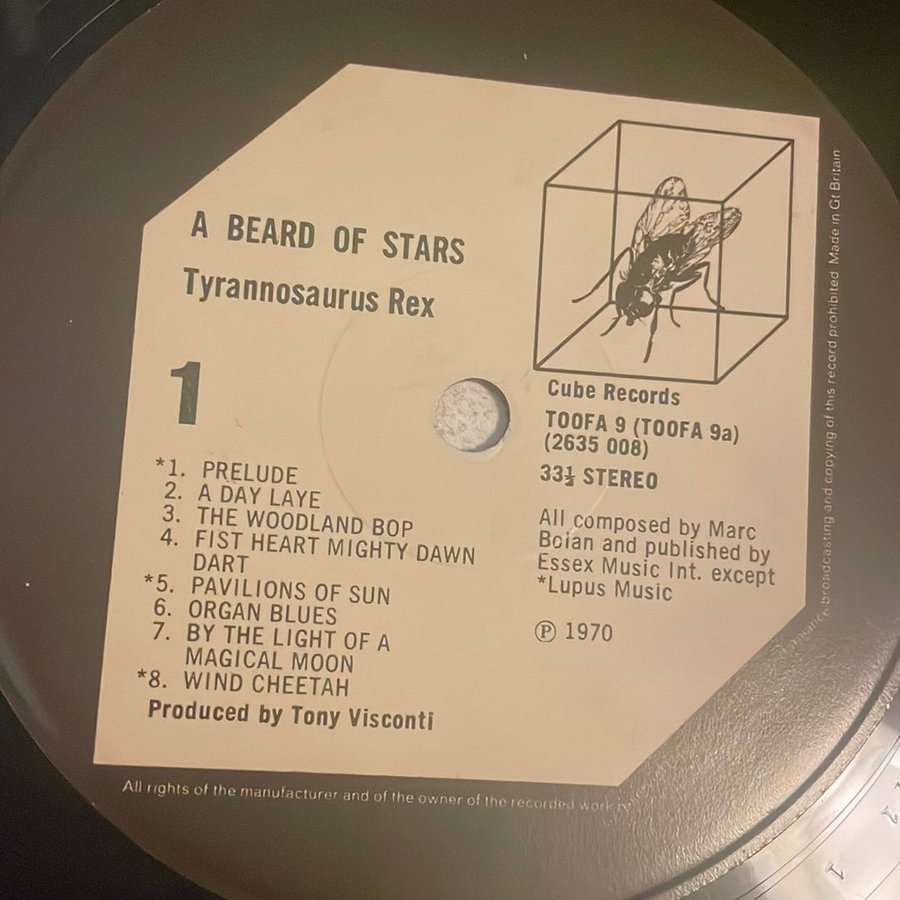 A BEARD OF STARS
Tyrannosaurus Rex
1
*1. PRELUDE
2. A DAY LAYE
3. THE WOODLAND BOP
4. FIST HEART MIGHTY DAWN
DART
*5. PAVILIONS OF SUN
6. ORGAN BLUES
7. BY THE LIGHT OF A
MAGICAL MOON
*8. WIND CHEETAH
Produced by Tony Visconti
Cube Records
TOOFA 9 (TOOFA 9a)
(2635 008)
33⅓ STEREO
All composed by Marc
Bolan and published by
Essex Music Int. except
*Lupus Music
Ⓟ 1970
All rights of the manufacturer and of the owner of the recorded work
broadcasting and copying of this record prohibited Made in Gt Britain